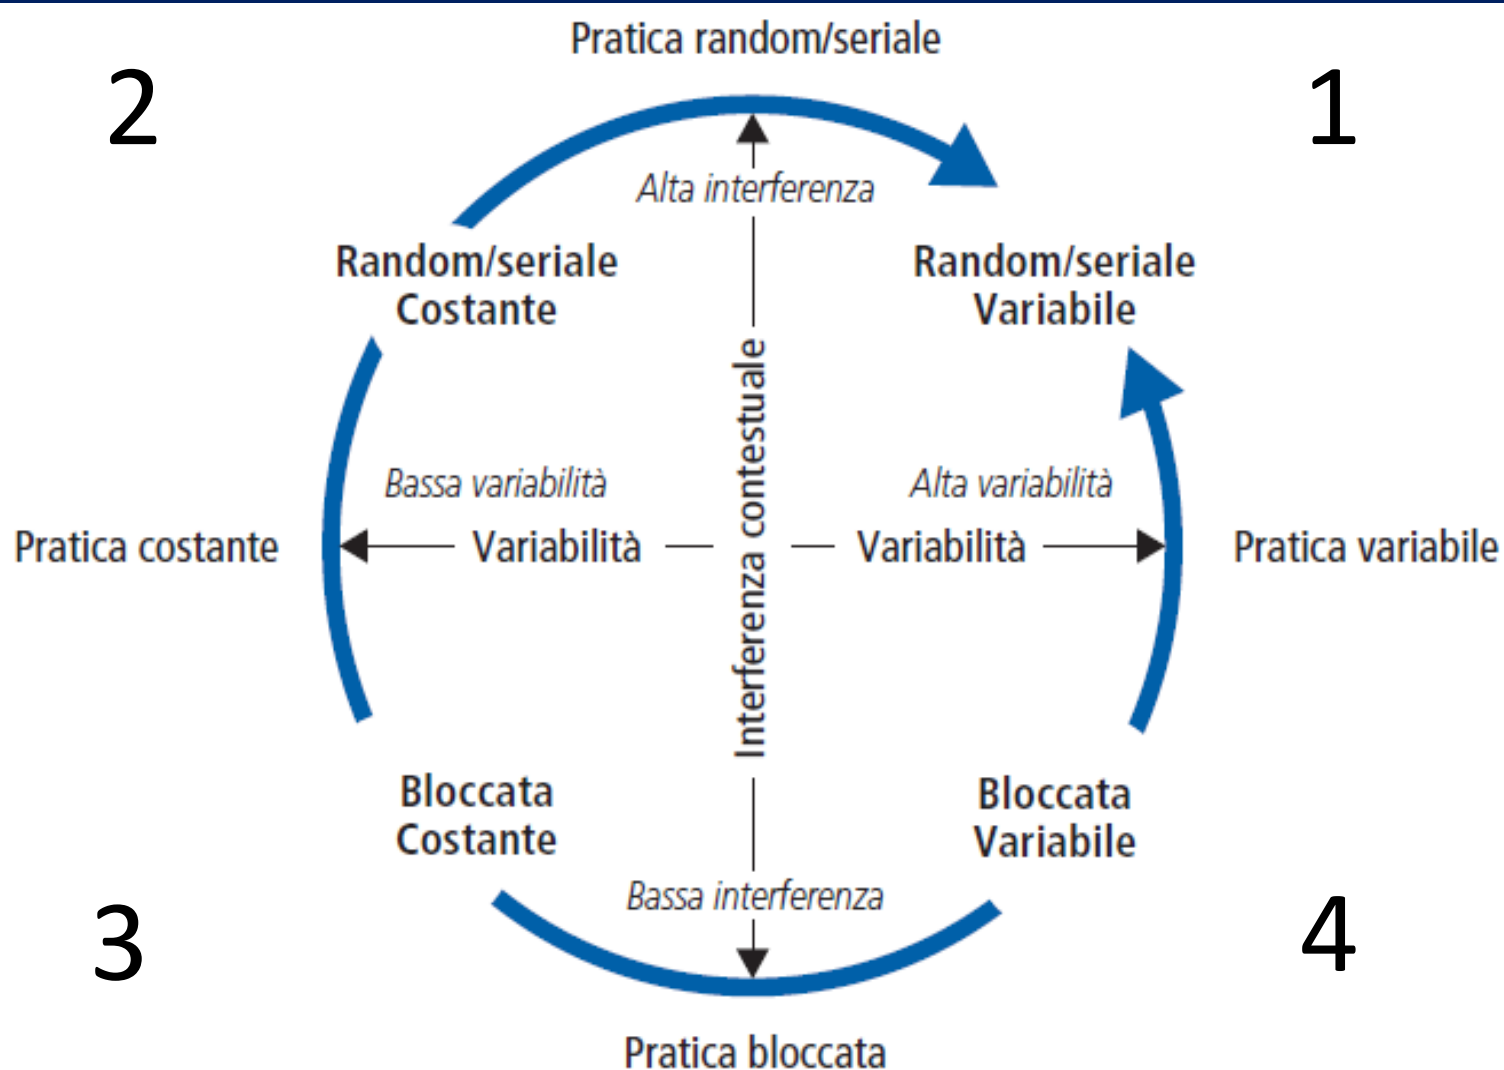 Pratica random/seriale
2
1
Alta interferenza
Random/seriale
Costante
Random/seriale
Variabile
Interferenza contestuale
Bassa variabilità
Alta variabilità
Pratica costante
Variabilità
Variabilità
Pratica variabile
Bloccata
Costante
Bloccata
Variabile
Bassa interferenza
3
4
Pratica bloccata